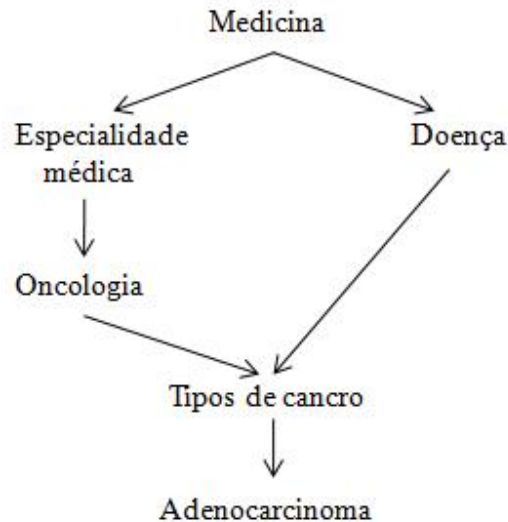 Medicina
Especialidade
médica
Doença
Oncologia
Tipos de cancro
Adenocarcinoma